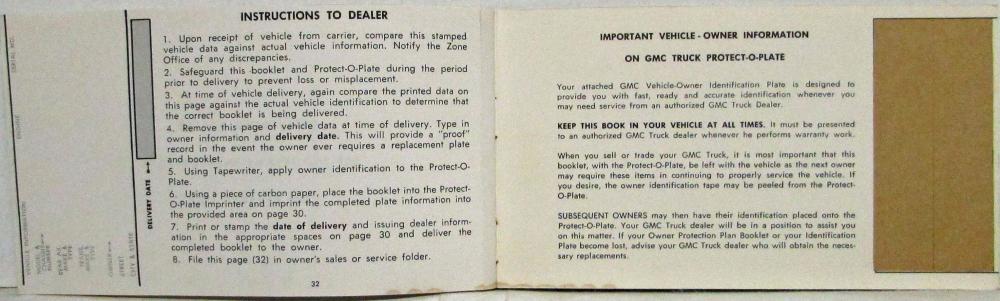 INSTRUCTIONS TO DEALER
1. Upon receipt of vehicle from carrier, compare this stamped
vehicle data against actual vehicle information. Notify the Zone
Office of any discrepancies.
2. Safeguard this booklet and Protect-O-Plate during the period
prior to delivery to prevent loss or misplacement.
3. At time of vehicle delivery, again compare the printed data on
this page against the actual vehicle identification to determine that
the correct booklet is being delivered.
4. Remove this page of vehicle data at time of delivery. Type in
owner information and delivery date. This will provide a "proof"
record in the event the owner ever requires a replacement plate
and booklet.
5. Using Tapewriter, apply owner identification to the Protect-O-
Plate.
6. Using a piece of carbon paper, place the booklet into the Protect-
O-Plate Imprinter and imprint the completed plate information into
the provided area on page 30.
7. Print or stamp the date of delivery and issuing dealer inform-
ation in the appropriate spaces on page 30 and deliver the
completed booklet to the owner.
8. File this page (32) in owner's sales or service folder.
32
DELIVERY DATE
VEHICLE INFORMATION
STREET
CITY & STATE
IMPORTANT VEHICLE - OWNER INFORMATION
ON GMC TRUCK PROTECT-O-PLATE
Your attached GMC Vehicle-Owner Identification Plate is designed to
provide you with fast, ready and accurate identification whenever you
may need service from an authorized GMC Truck Dealer.
KEEP THIS BOOK IN YOUR VEHICLE AT ALL TIMES. It must be presented
to an authorized GMC Truck dealer whenever he performs warranty work.
When you sell or trade your GMC Truck, it is most important that this
booklet, with the Protect-O-Plate, be left with the vehicle as the next owner
may require these items in continuing to properly service the vehicle. If
you desire, the owner identification tape may be peeled from the Protect-
O-Plate.
SUBSEQUENT OWNERS may then have their identification placed onto the
Protect-O-Plate. Your GMC Truck dealer will be in a position to assist you
on this matter. If your Owner Protection Plan Booklet or your Identification
Plate become lost, advise your GMC Truck dealer who will obtain the neces-
sary replacements.